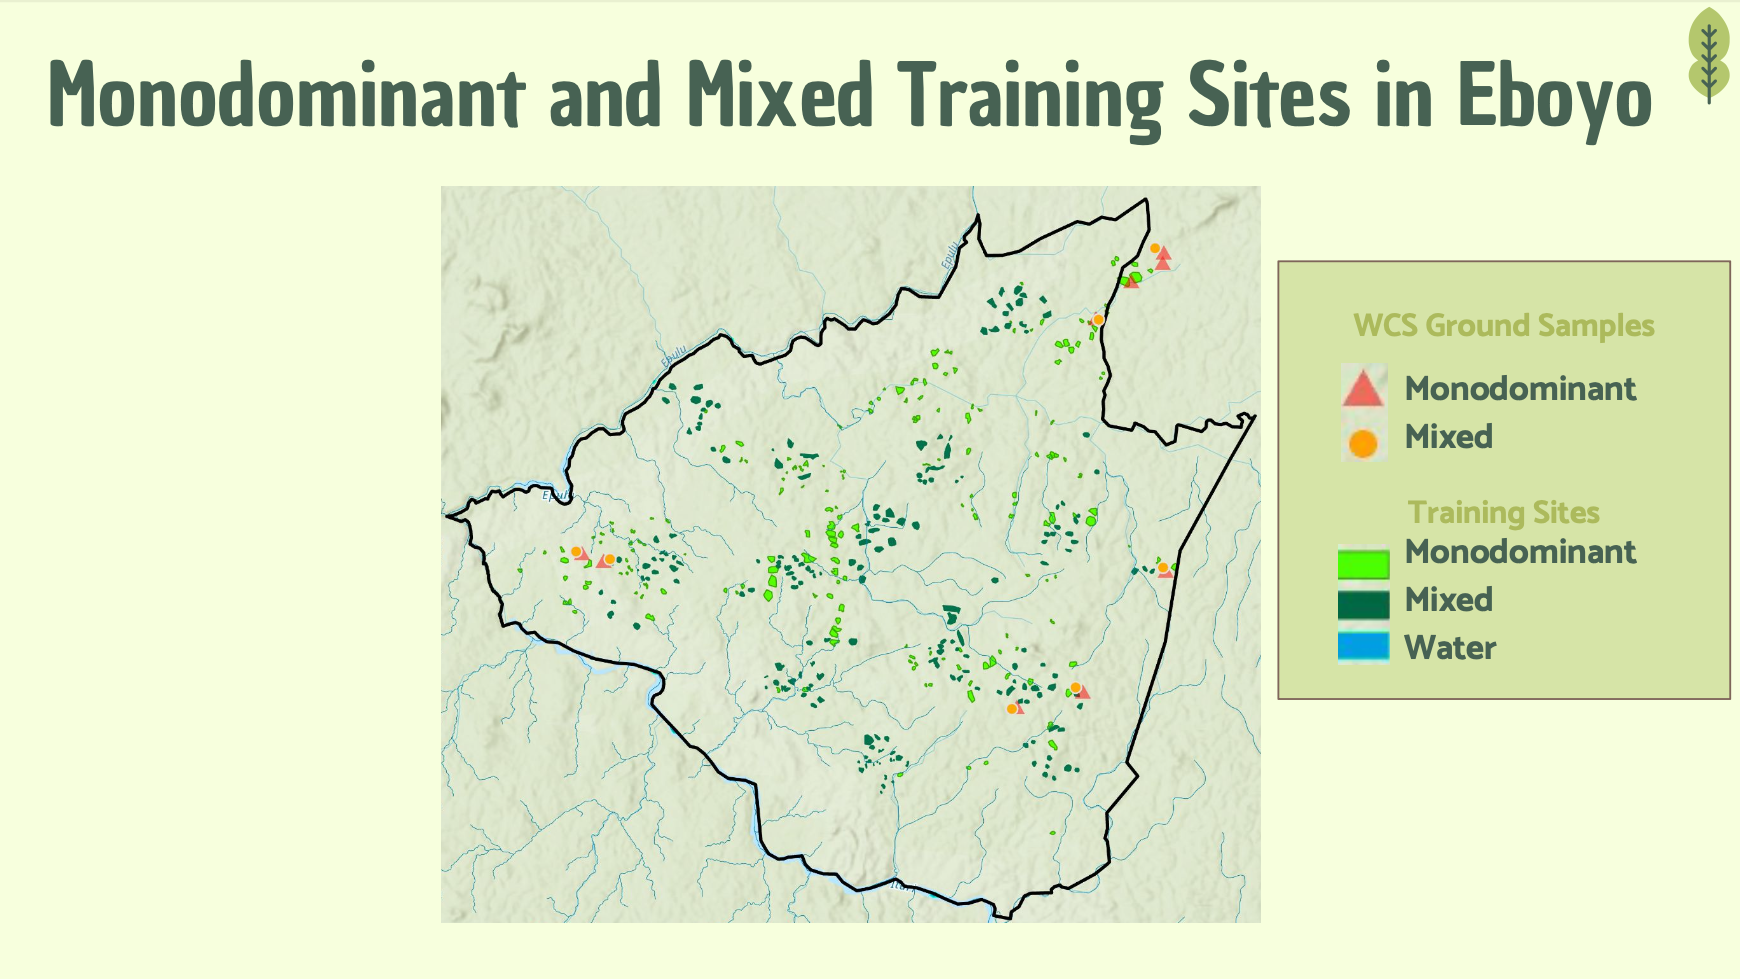 Monodominant and Mixed Training Sites in Eboyo
Epulu
Epulu
Epulu
Ituri
WCS Ground Samples
Monodominant
Mixed
Training Sites
Monodominant
Mixed
Water